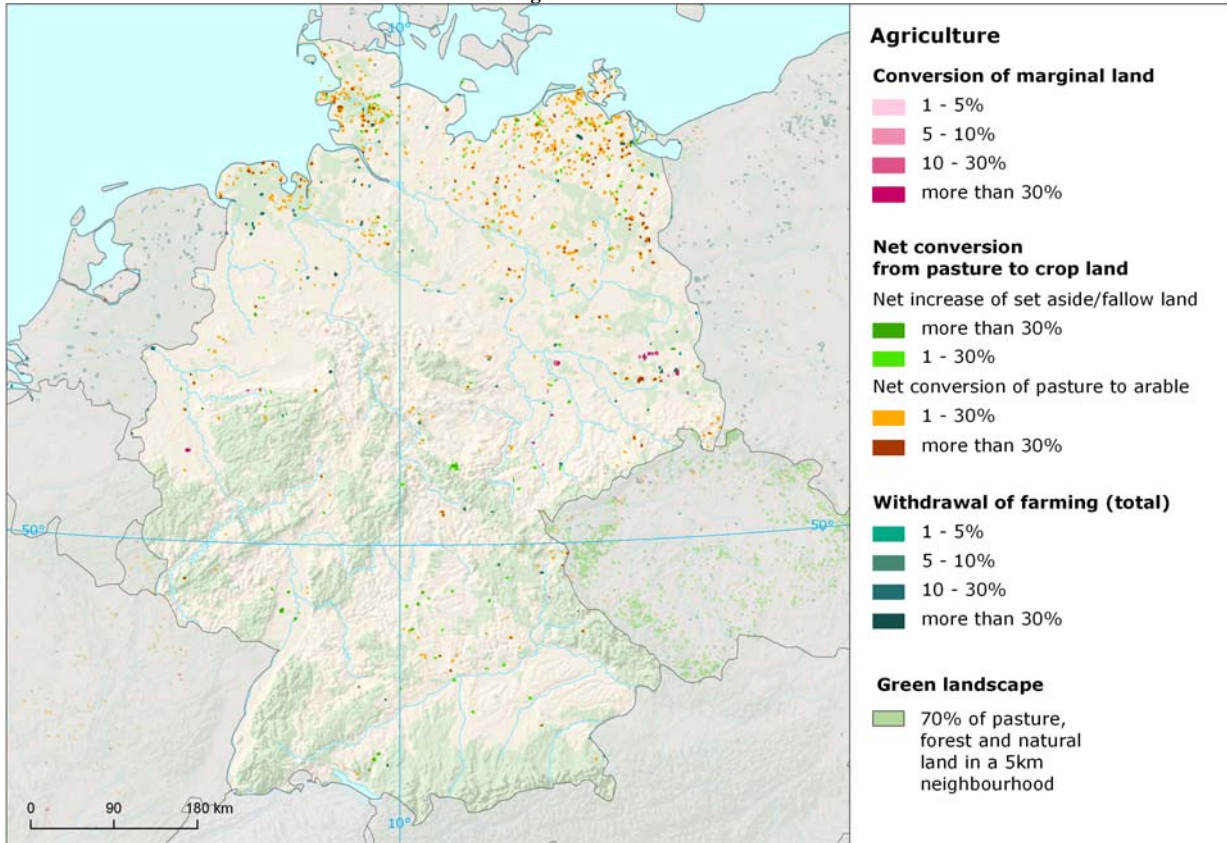 10°
50°
50°
0 90 180 km
10°
Agriculture
Conversion of marginal land
1 - 5%
5 - 10%
10 - 30%
more than 30%
Net conversion
from pasture to crop land
Net increase of set aside/fallow land
more than 30%
1 - 30%
Net conversion of pasture to arable
1 - 30%
more than 30%
Withdrawal of farming (total)
1 - 5%
5 - 10%
10 - 30%
more than 30%
Green landscape
70% of pasture,
forest and natural
land in a 5km
neighbourhood